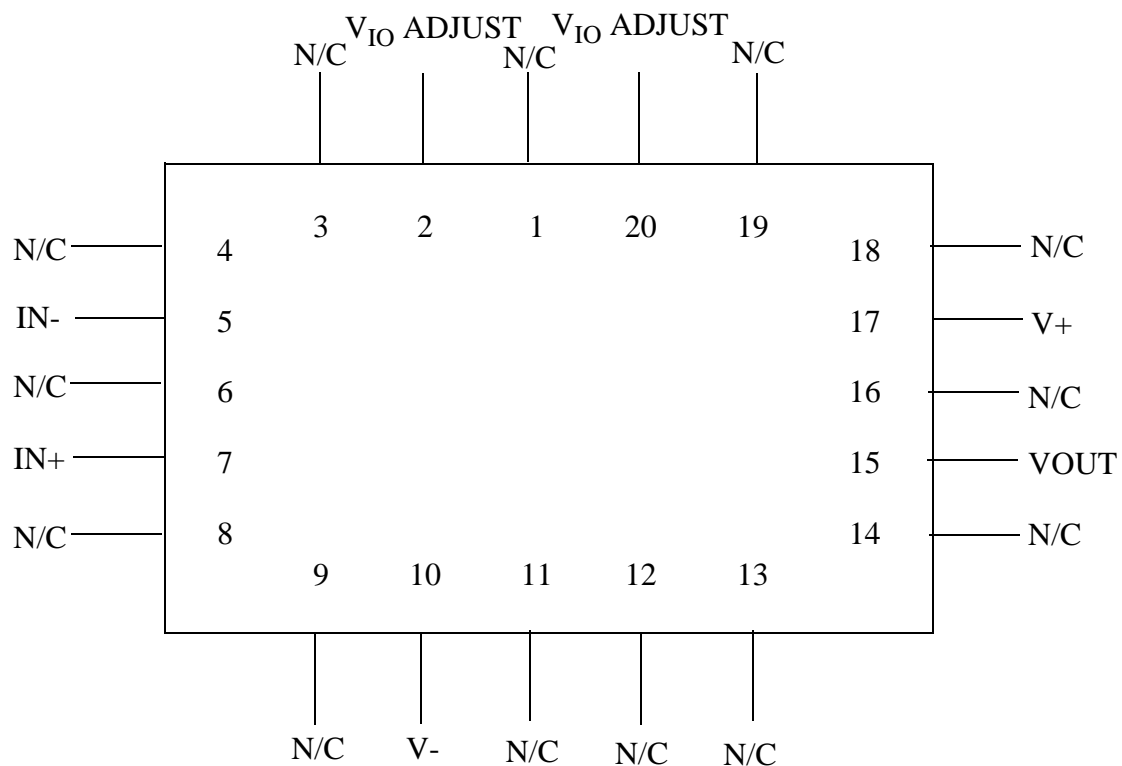 V_IO ADJUST V_IO ADJUST
N/C N/C N/C
3 2 1 20 19
N/C 4 18 N/C
IN- 5 17 V+
N/C 6 16 N/C
IN+ 7 15 VOUT
N/C 8 14 N/C
9 10 11 12 13
N/C V- N/C N/C N/C